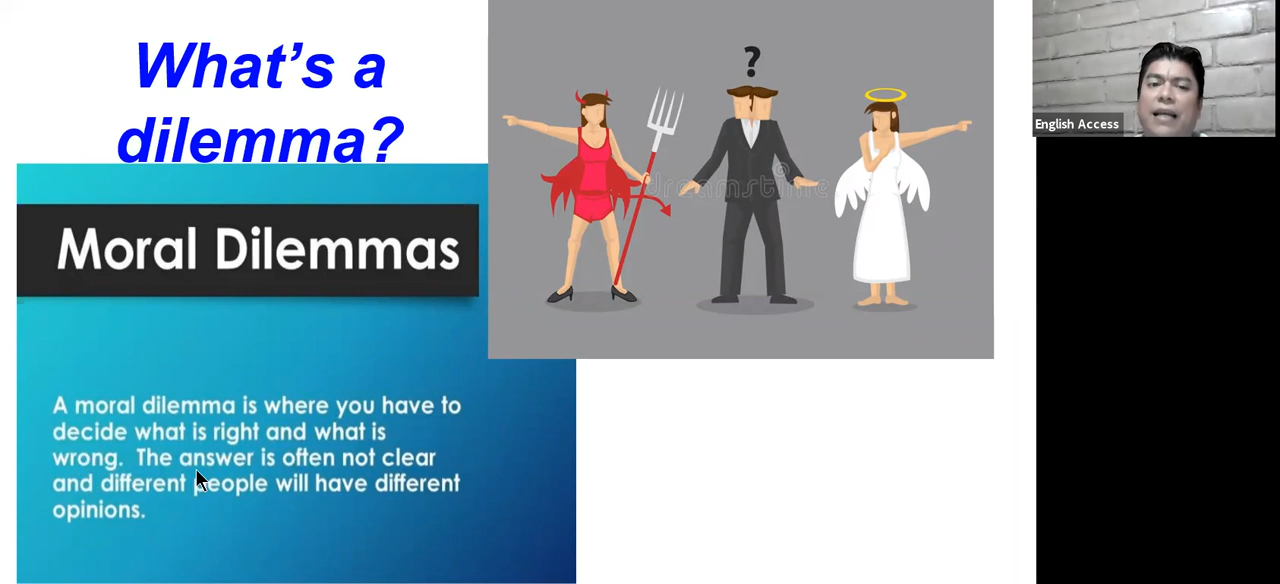 What's a
dilemma?
Moral Dilemmas
A moral dilemma is where you have to
decide what is right and what is
wrong.  The answer is often not clear
and different people will have different
opinions.
?
dreamstime
English Access